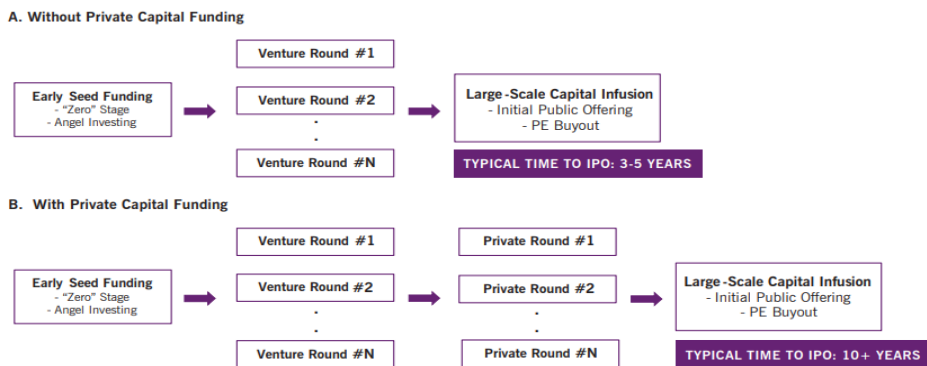 A. Without Private Capital Funding
Venture Round #1
Early Seed Funding
- "Zero" Stage
- Angel Investing
Venture Round #2
.
.
Venture Round #N
Large-Scale Capital Infusion
- Initial Public Offering
- PE Buyout
TYPICAL TIME TO IPO: 3-5 YEARS
B. With Private Capital Funding
Early Seed Funding
- "Zero" Stage
- Angel Investing
Venture Round #1
Venture Round #2
.
.
Venture Round #N
Private Round #1
Private Round #2
.
.
Private Round #N
Large-Scale Capital Infusion
- Initial Public Offering
- PE Buyout
TYPICAL TIME TO IPO: 10+ YEARS